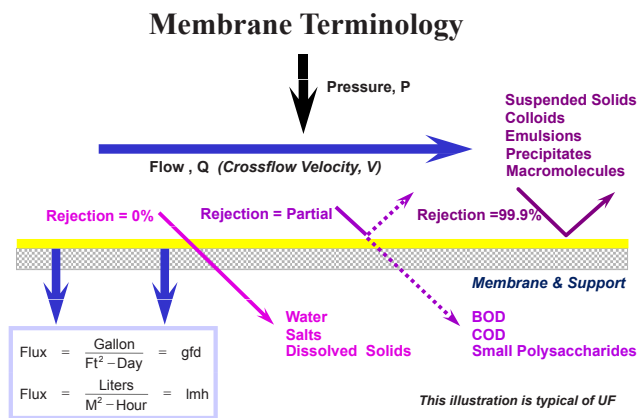 Membrane Terminology
Pressure, P
Suspended Solids
Colloids
Emulsions
Precipitates
Macromolecules
Flow , Q (Crossflow Velocity, V)
Rejection = 0%
Rejection = Partial
Rejection =99.9%
Membrane & Support
Water
Salts
Dissolved Solids
BOD
COD
Small Polysaccharides
Flux = Gallon / Ft² – Day = gfd
Flux = Liters / M² – Hour = lmh
This illustration is typical of UF